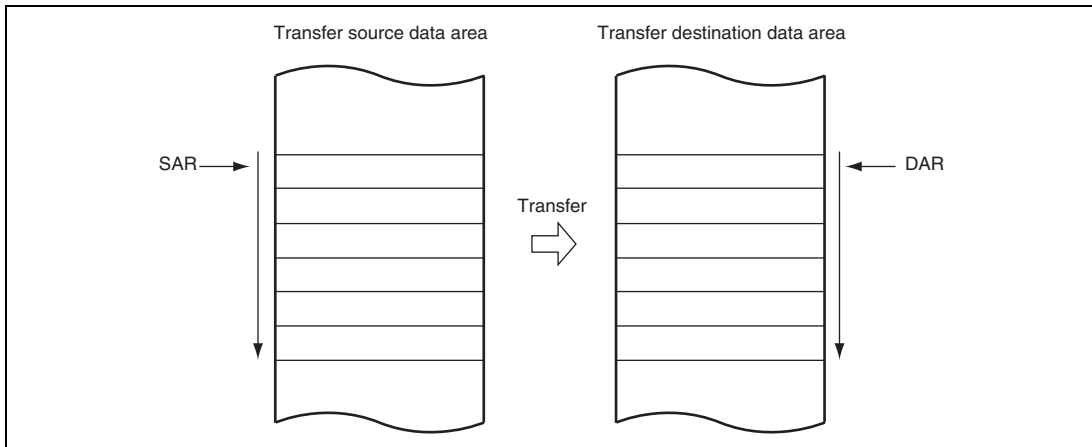 Transfer source data area
Transfer destination data area
SAR
DAR
Transfer